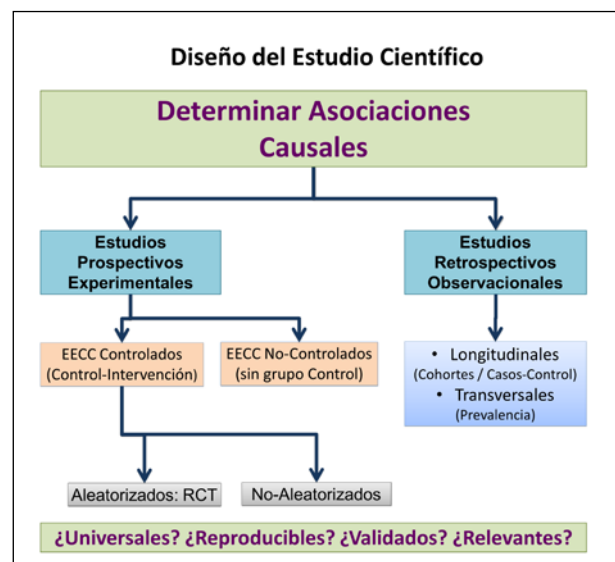 Diseño del Estudio Científico
Determinar Asociaciones
Causales
Estudios
Prospectivos
Experimentales
Estudios
Retrospectivos
Observacionales
EECC Controlados
(Control-Intervención)
EECC No-Controlados
(sin grupo Control)
• Longitudinales
(Cohortes / Casos-Control)
• Transversales
(Prevalencia)
Aleatorizados: RCT
No-Aleatorizados
¿Universales? ¿Reproducibles? ¿Validados? ¿Relevantes?